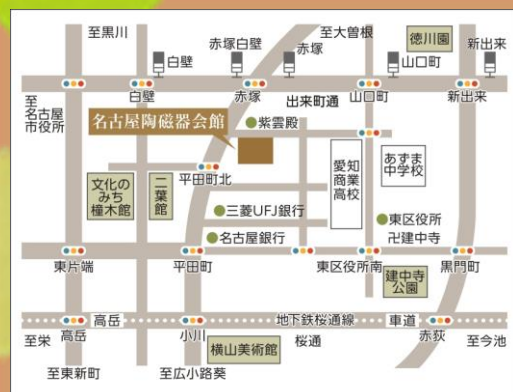 至黒川
至大曽根
徳川園
白壁
赤塚白壁
赤塚
山口町
新出来
至名古屋市役所
白壁
赤塚
出来町通
山口町
新出来
名古屋陶磁器会館
紫雲殿
文化のみち橦木館
二葉館
平田町北
愛知商業高校
あずま中学校
三菱UFJ銀行
東区役所
名古屋銀行
卍建中寺
東片端
平田町
東区役所南
黒門町
建中寺公園
高岳
地下鉄桜通線
車道
至栄
高岳
小川
桜通
赤萩
至今池
横山美術館
至東新町
至広小路葵